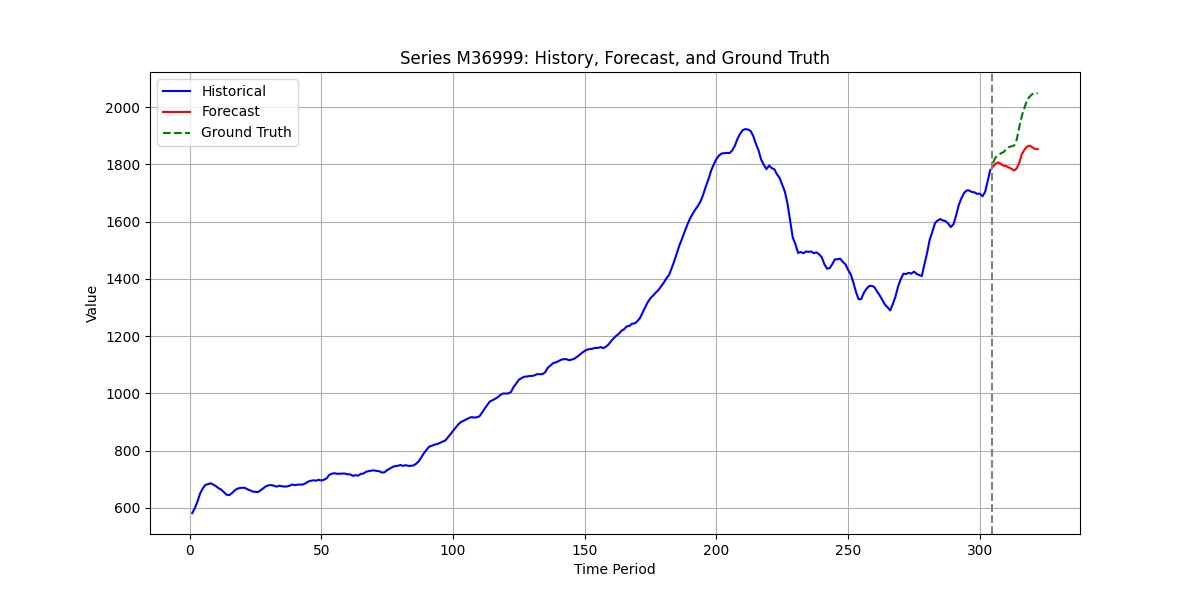 Series M36999: History, Forecast, and Ground Truth
Historical
Forecast
Ground Truth
2000
1800
1600
1400
1200
1000
800
600
Value
0 50 100 150 200 250 300
Time Period